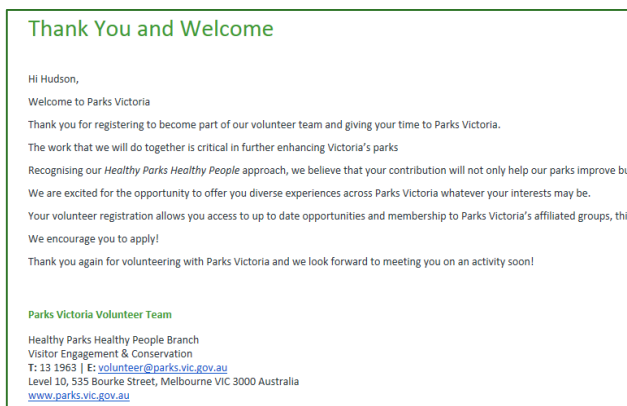 Thank You and Welcome
Hi Hudson,
Welcome to Parks Victoria
Thank you for registering to become part of our volunteer team and giving your time to Parks Victoria.
The work that we will do together is critical in further enhancing Victoria's parks
Recognising our Healthy Parks Healthy People approach, we believe that your contribution will not only help our parks improve
We are excited for the opportunity to offer you diverse experiences across Parks Victoria whatever your interests may be.
Your volunteer registration allows you access to up to date opportunities and membership to Parks Victoria's affiliated groups,
We encourage you to apply!
Thank you again for volunteering with Parks Victoria and we look forward to meeting you on an activity soon!
Parks Victoria Volunteer Team
Healthy Parks Healthy People Branch
Visitor Engagement & Conservation
T: 13 1963 | E: volunteer@parks.vic.gov.au
Level 10, 535 Bourke Street, Melbourne VIC 3000 Australia
www.parks.vic.gov.au